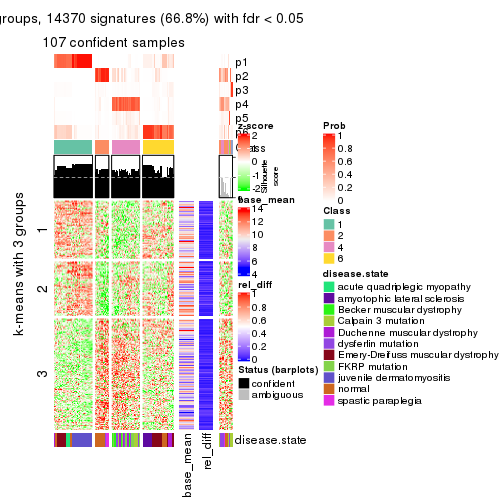 groups, 14370 signatures (66.8%) with fdr < 0.05
107 confident samples
p1
p2
p3
p4
p5
p6
Class
Silhouette
score
k-means with 3 groups
1
2
3
base_mean
rel_diff
disease.state
z-score
2
1
0
-1
-2
base_mean
14
12
10
8
6
4
rel_diff
1
0.8
0.6
0.4
0.2
0
Status (barplots)
confident
ambiguous
Prob
1
0.8
0.6
0.4
0.2
0
Class
1
2
4
6
disease.state
acute quadriplegic myopathy
amyotophic lateral sclerosis
Becker muscular dystrophy
Calpain 3 mutation
Duchenne muscular dystrophy
dysferlin mutation
Emery-Dreifuss muscular dystrophy
FKRP mutation
juvenile dermatomyositis
normal
spastic paraplegia